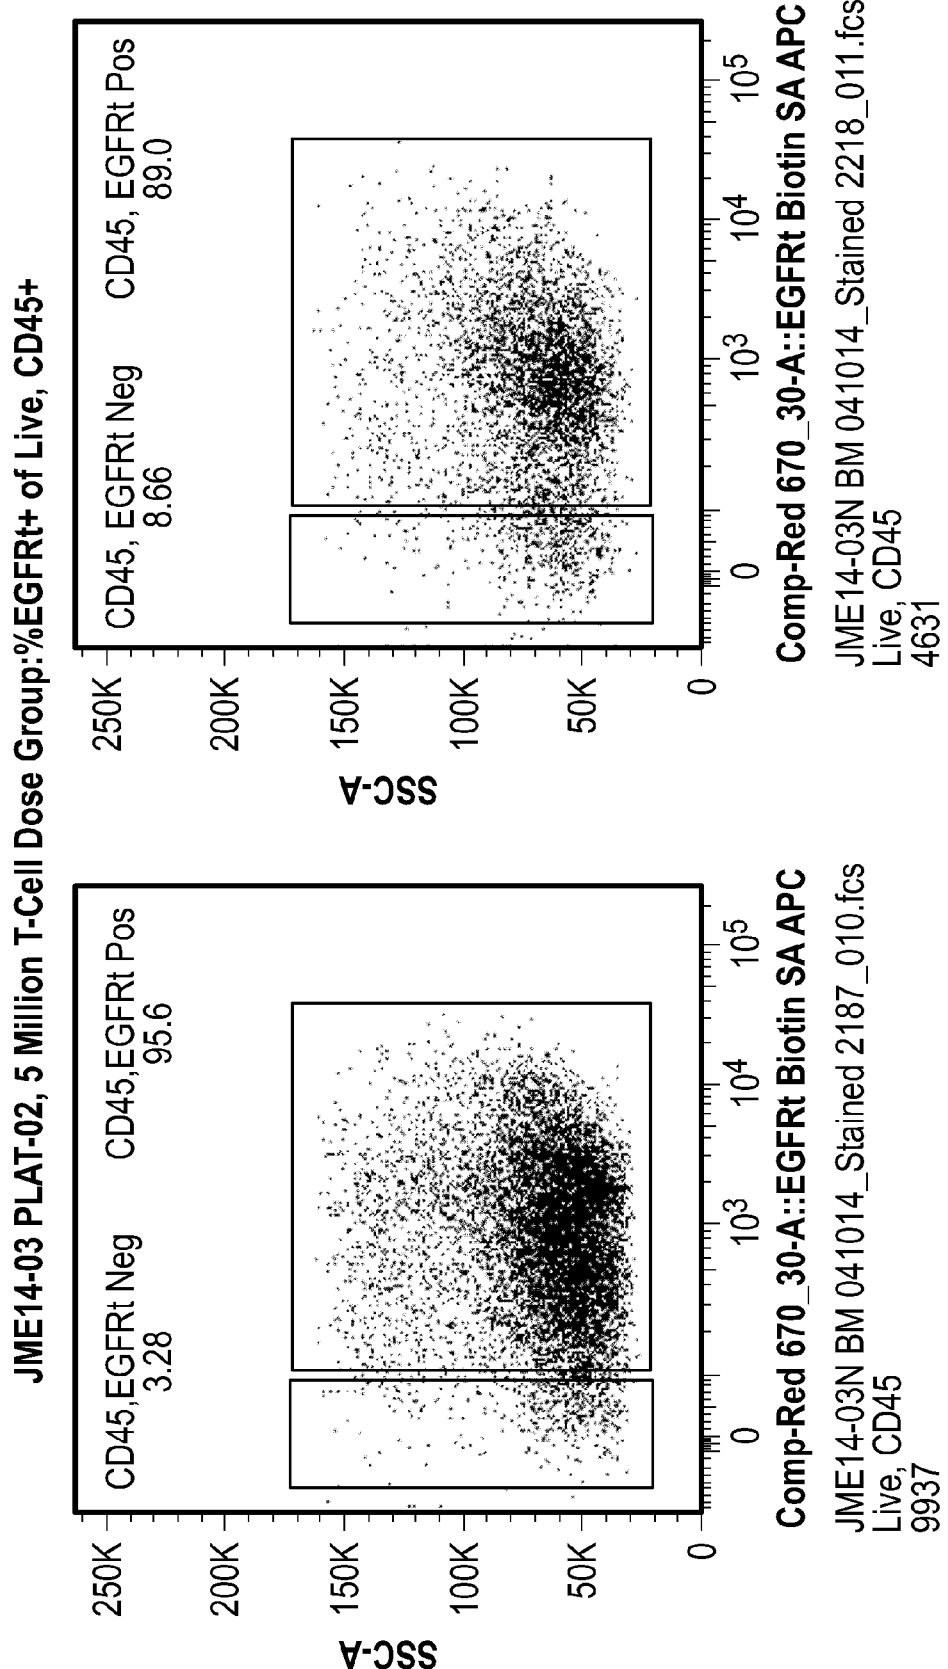 JME14-03 PLAT-02, 5 Million T-Cell Dose Group:%EGFRt+ of Live, CD45+
CD45,EGFRt Neg
3.28
CD45,EGFRt Pos
95.6
250K
200K
150K
100K
50K
0
SSC-A
0
10³
10⁴
10⁵
Comp-Red 670_30-A::EGFRt Biotin SA APC
JME14-03N BM 041014_Stained 2187_010.fcs
Live, CD45
9937
CD45, EGFRt Neg
8.66
CD45, EGFRt Pos
89.0
250K
200K
150K
100K
50K
0
SSC-A
0
10³
10⁴
10⁵
Comp-Red 670_30-A::EGFRt Biotin SA APC
JME14-03N BM 041014_Stained 2218_011.fcs
Live, CD45
4631